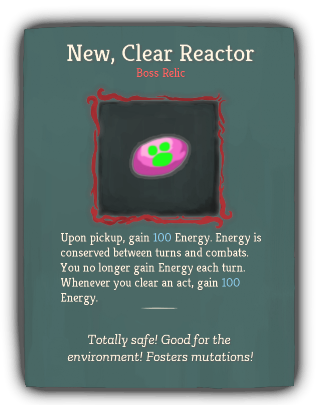 New, Clear Reactor
Boss Relic
Upon pickup, gain 100 Energy. Energy is
conserved between turns and combats.
You no longer gain Energy each turn.
Whenever you clear an act, gain 100
Energy.
Totally safe! Good for the
environment! Fosters mutations!